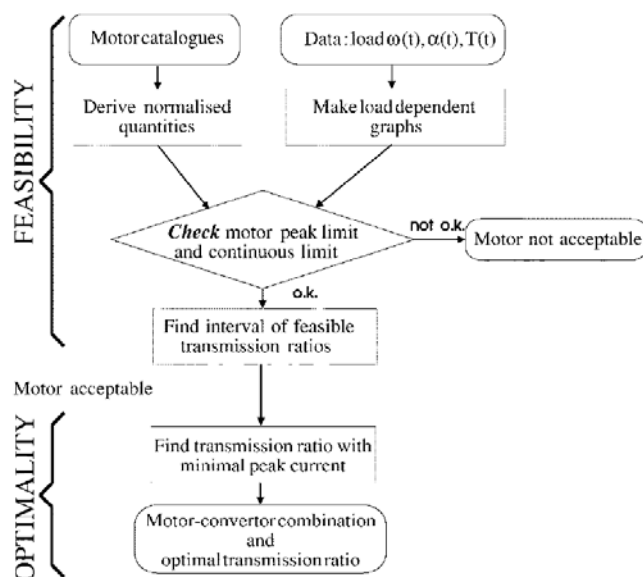 FEASIBILITY
Motor catalogues
Data: load ω(t), α(t), T(t)
Derive normalised
quantities
Make load dependent
graphs
Check motor peak limit
and continuous limit
not o.k.
Motor not acceptable
o.k.
Find interval of feasible
transmission ratios
Motor acceptable
OPTIMALITY
Find transmission ratio with
minimal peak current
Motor-convertor combination
and
optimal transmission ratio